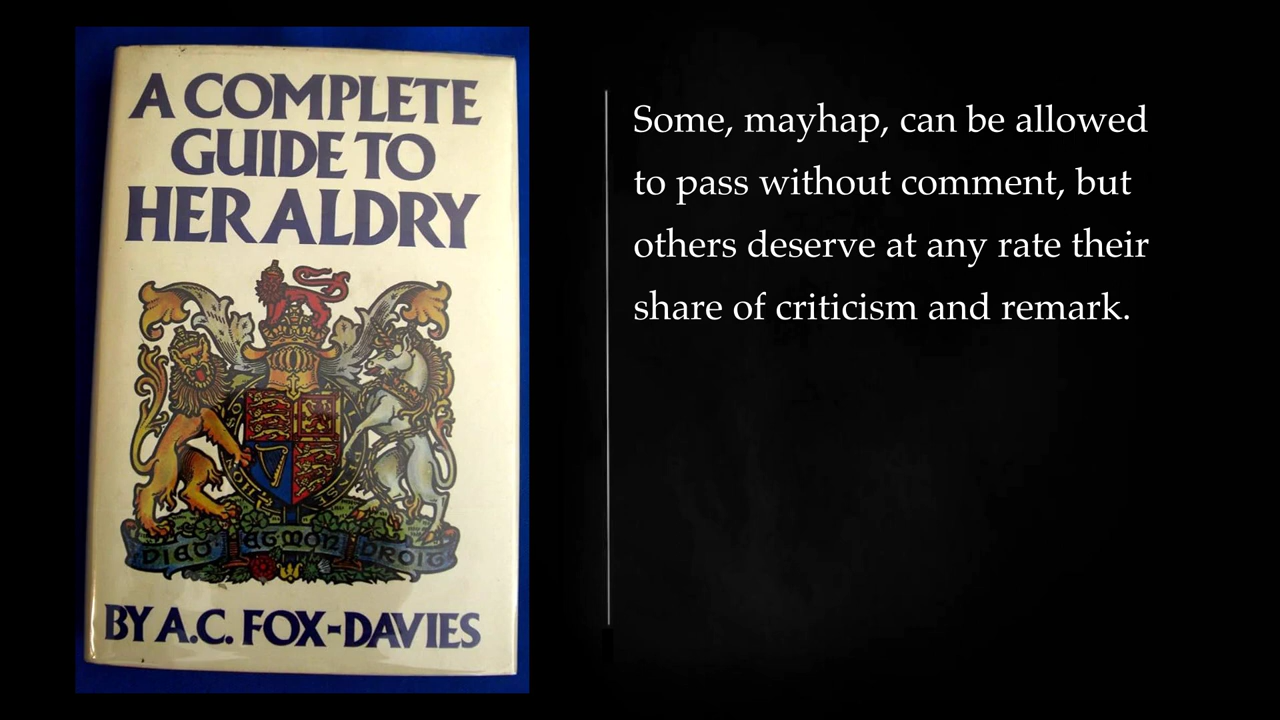 A COMPLETE
GUIDE TO
HERALDRY
DIEU ET MON DROIT
BY A.C. FOX-DAVIES
Some, mayhap, can be allowed
to pass without comment, but
others deserve at any rate their
share of criticism and remark.